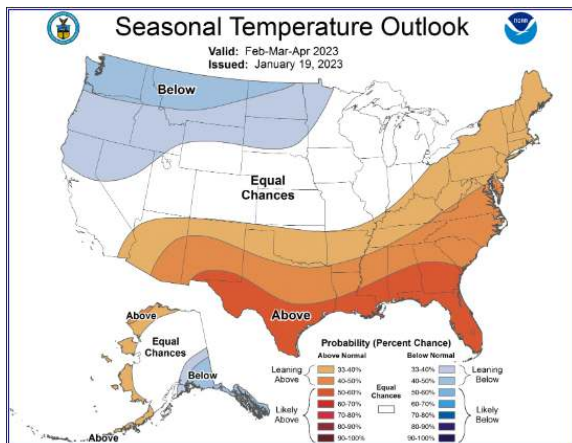 Seasonal Temperature Outlook
Valid: Feb-Mar-Apr 2023
Issued: January 19, 2023
NOAA
Below
Equal
Chances
Above
Above
Equal
Chances
Below
Above
Probability (Percent Chance)
Above Normal Below Normal
Leaning Above
33-40%
40-50%
Likely Above
50-60%
60-70%
70-80%
80-90%
90-100%
Equal
Chances
Leaning Below
33-40%
40-50%
Likely Below
50-60%
60-70%
70-80%
80-90%
90-100%